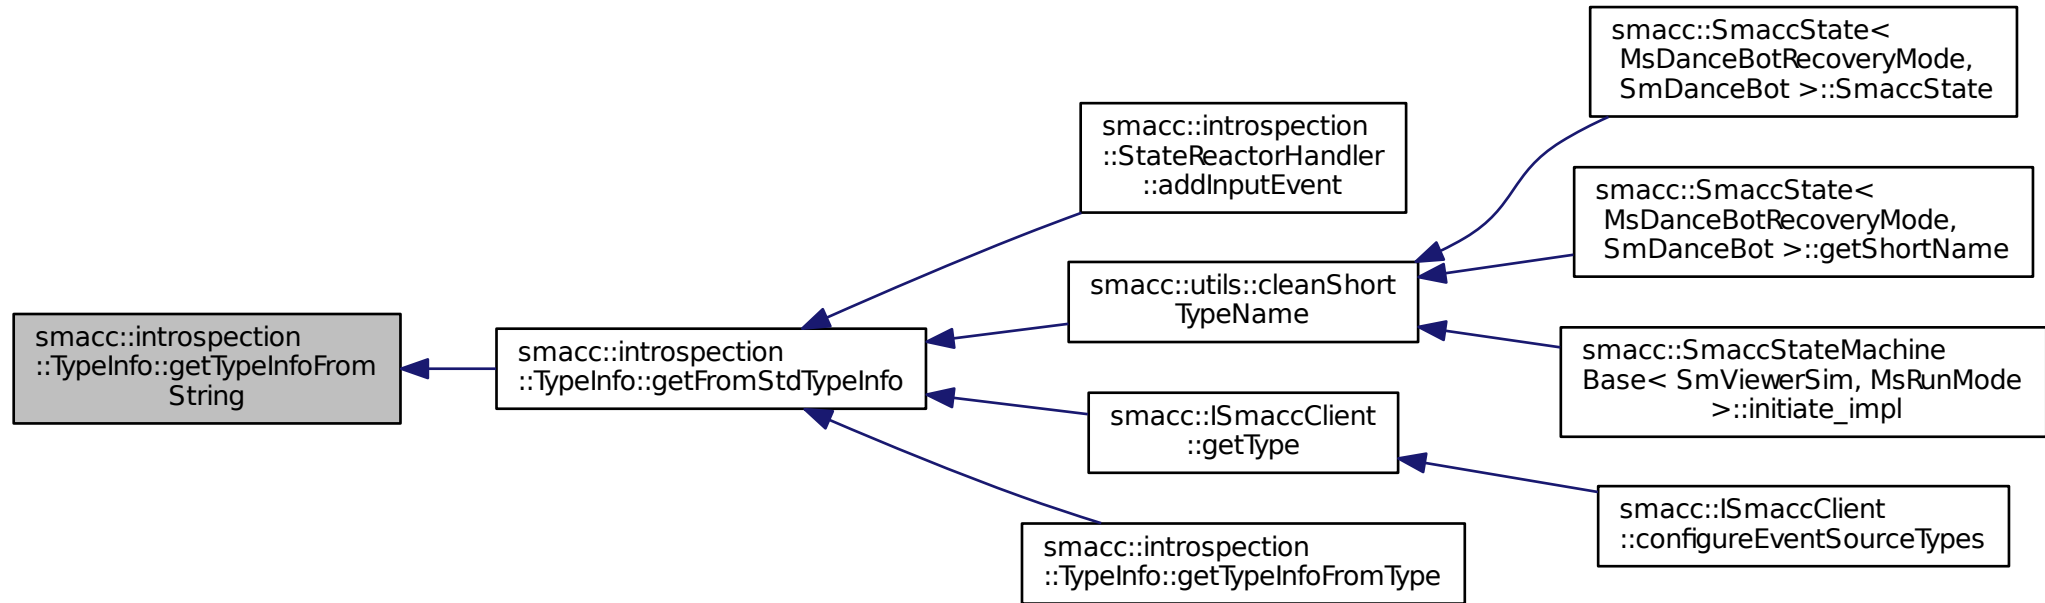 smacc::introspection
::TypeInfo::getTypeInfoFrom
String
smacc::introspection
::TypeInfo::getFromStdTypeInfo
smacc::introspection
::StateReactorHandler
::addInputEvent
smacc::utils::cleanShort
TypeName
smacc::ISmaccClient
::getType
smacc::introspection
::TypeInfo::getTypeInfoFromType
smacc::SmaccState<
MsDanceBotRecoveryMode,
SmDanceBot >::SmaccState
smacc::SmaccState<
MsDanceBotRecoveryMode,
SmDanceBot >::getShortName
smacc::SmaccStateMachine
Base< SmViewerSim, MsRunMode
>::initiate_impl
smacc::ISmaccClient
::configureEventSourceTypes